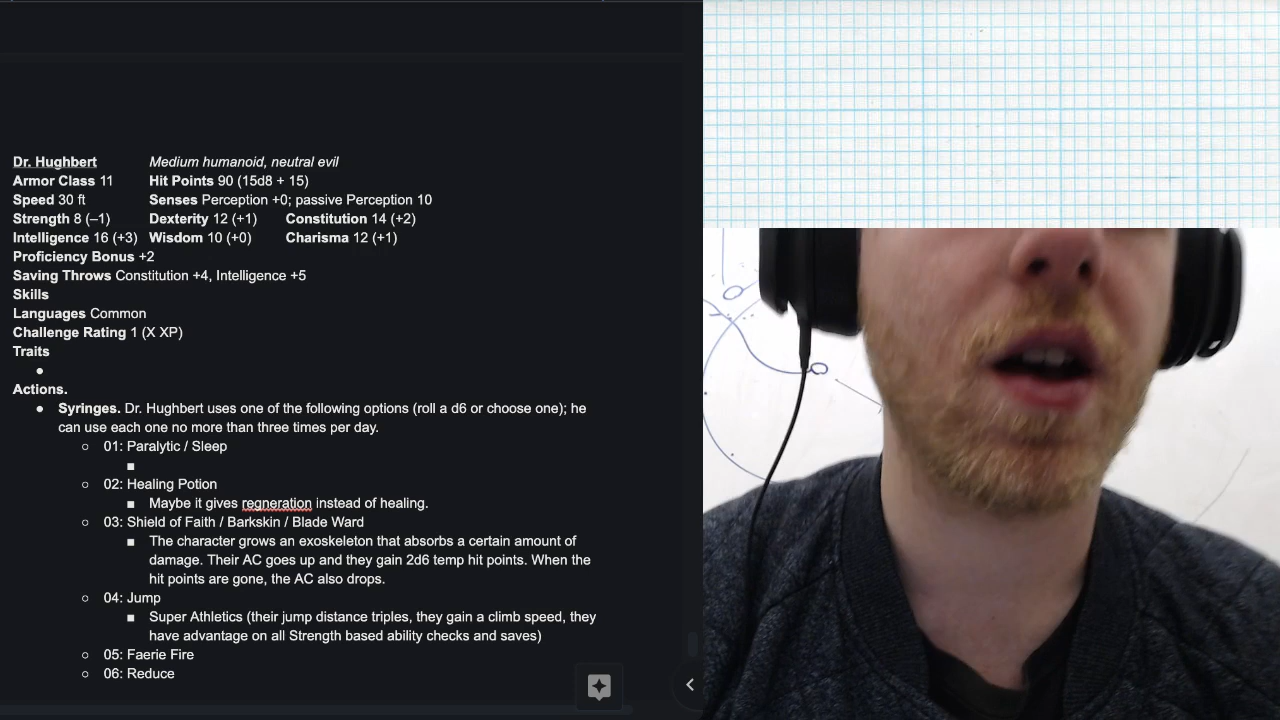 Dr. Hughbert Medium humanoid, neutral evil
Armor Class 11 Hit Points 90 (15d8 + 15)
Speed 30 ft Senses Perception +0; passive Perception 10
Strength 8 (–1) Dexterity 12 (+1) Constitution 14 (+2)
Intelligence 16 (+3) Wisdom 10 (+0) Charisma 12 (+1)
Proficiency Bonus +2
Saving Throws Constitution +4, Intelligence +5
Skills
Languages Common
Challenge Rating 1 (X XP)
Traits
Actions.
Syringes. Dr. Hughbert uses one of the following options (roll a d6 or choose one); he
can use each one no more than three times per day.
01: Paralytic / Sleep
02: Healing Potion
Maybe it gives regneration instead of healing.
03: Shield of Faith / Barkskin / Blade Ward
The character grows an exoskeleton that absorbs a certain amount of
damage. Their AC goes up and they gain 2d6 temp hit points. When the
hit points are gone, the AC also drops.
04: Jump
Super Athletics (their jump distance triples, they gain a climb speed, they
have advantage on all Strength based ability checks and saves)
05: Faerie Fire
06: Reduce